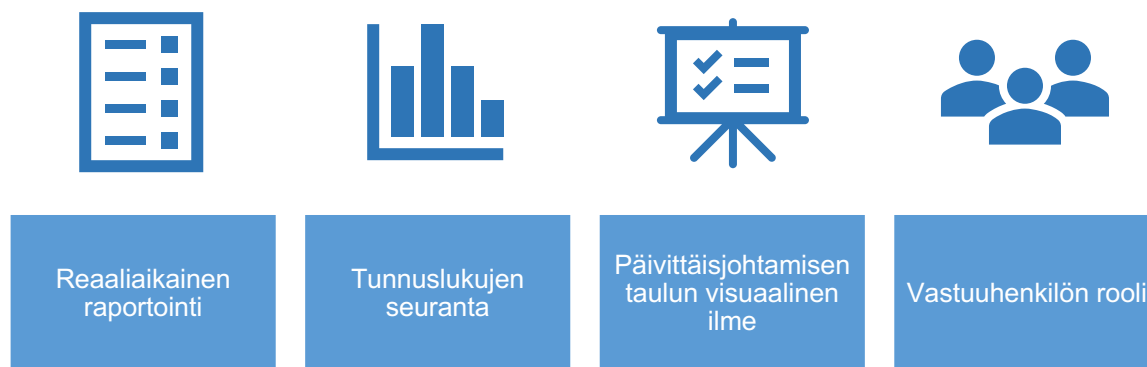 Reaaliaikainen
raportointi
Tunnuslukujen
seuranta
Päivittäisjohtamisen
taulun visuaalinen
ilme
Vastuuhenkilön rooli